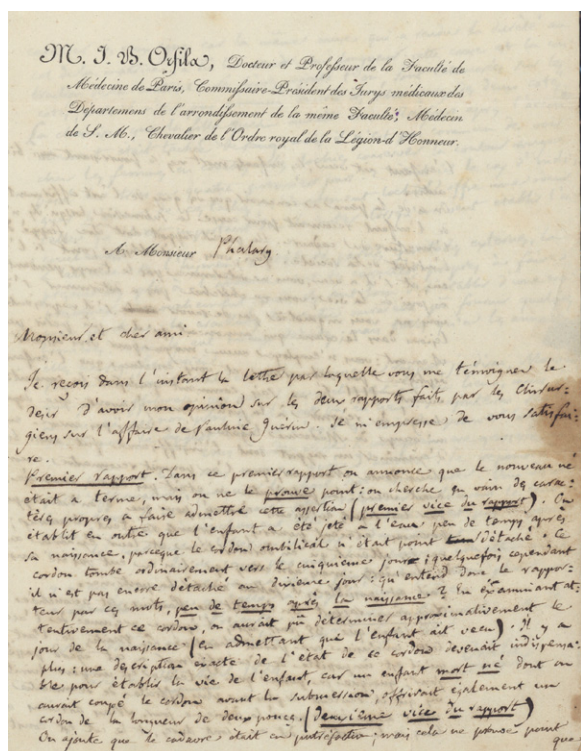 M. J. B. Orfila, Docteur et Professeur de la Faculté de
Médecine de Paris, Commissaire-Président des Jurys médicaux des
Départemens de l'arrondissement de la même Faculté; Médecin
de S. M., Chevalier de l'Ordre royal de la Légion-d'Honneur.
A Monsieur
Monsieur et cher ami
Je reçois dans l'instant la lettre par laquelle vous me témoignez le
desir d'avoir mon opinion sur les deux rapports faits par les Chirur=
giens sur l'affaire de Pauline Guerin. Je m'empresse de vous satisfai=
re.
Premier rapport. Dans ce premier rapport on annonce que le nouveau né
était a terme, mais on ne le prouve point: on cherche en vain des carac=
tères propres a faire admettre cette assertion (premier vice du rapport). On
établit en outre que l'enfant a été jeté a l'eau peu de temps après
sa naissance, parceque le cordon ombilical n'était point détaché. Ce
cordon tombe ordinairement vers le cinquieme jour; quelquefois cependant
il n'est pas encore détaché au dixieme jour: qu'entend donc le rappor=
teur par ces mots, peu de temps après la naissance? En examinant at=
tentivement ce cordon, on aurait pû déterminer approximativement le
jour de la naissance (en admettant que l'enfant ait vecu). Il y a
plus: une description exacte de l'état de ce cordon devenait indispensa=
ble pour établir la vie de l'enfant, car un enfant mort né dont on
aurait coupé le cordon avant la submersion, offrirait également un
cordon de la longueur de deux pouces (deuxieme vice du rapport)
On ajoute que le cadavre était en putréfaction; mais cela ne prouve point
que